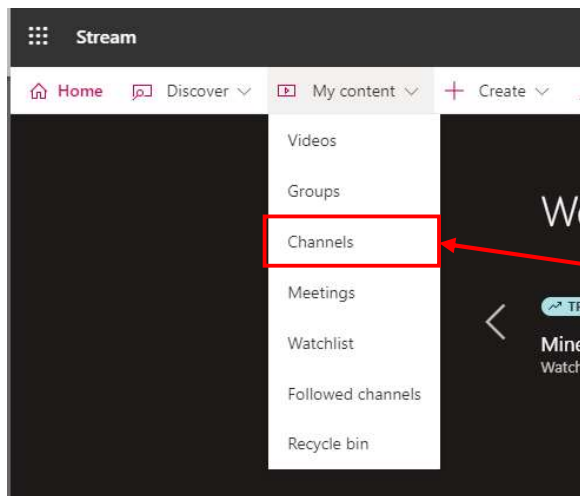 Stream
Home Discover My content Create
Videos
Groups
Channels
Meetings
Watchlist
Followed channels
Recycle bin